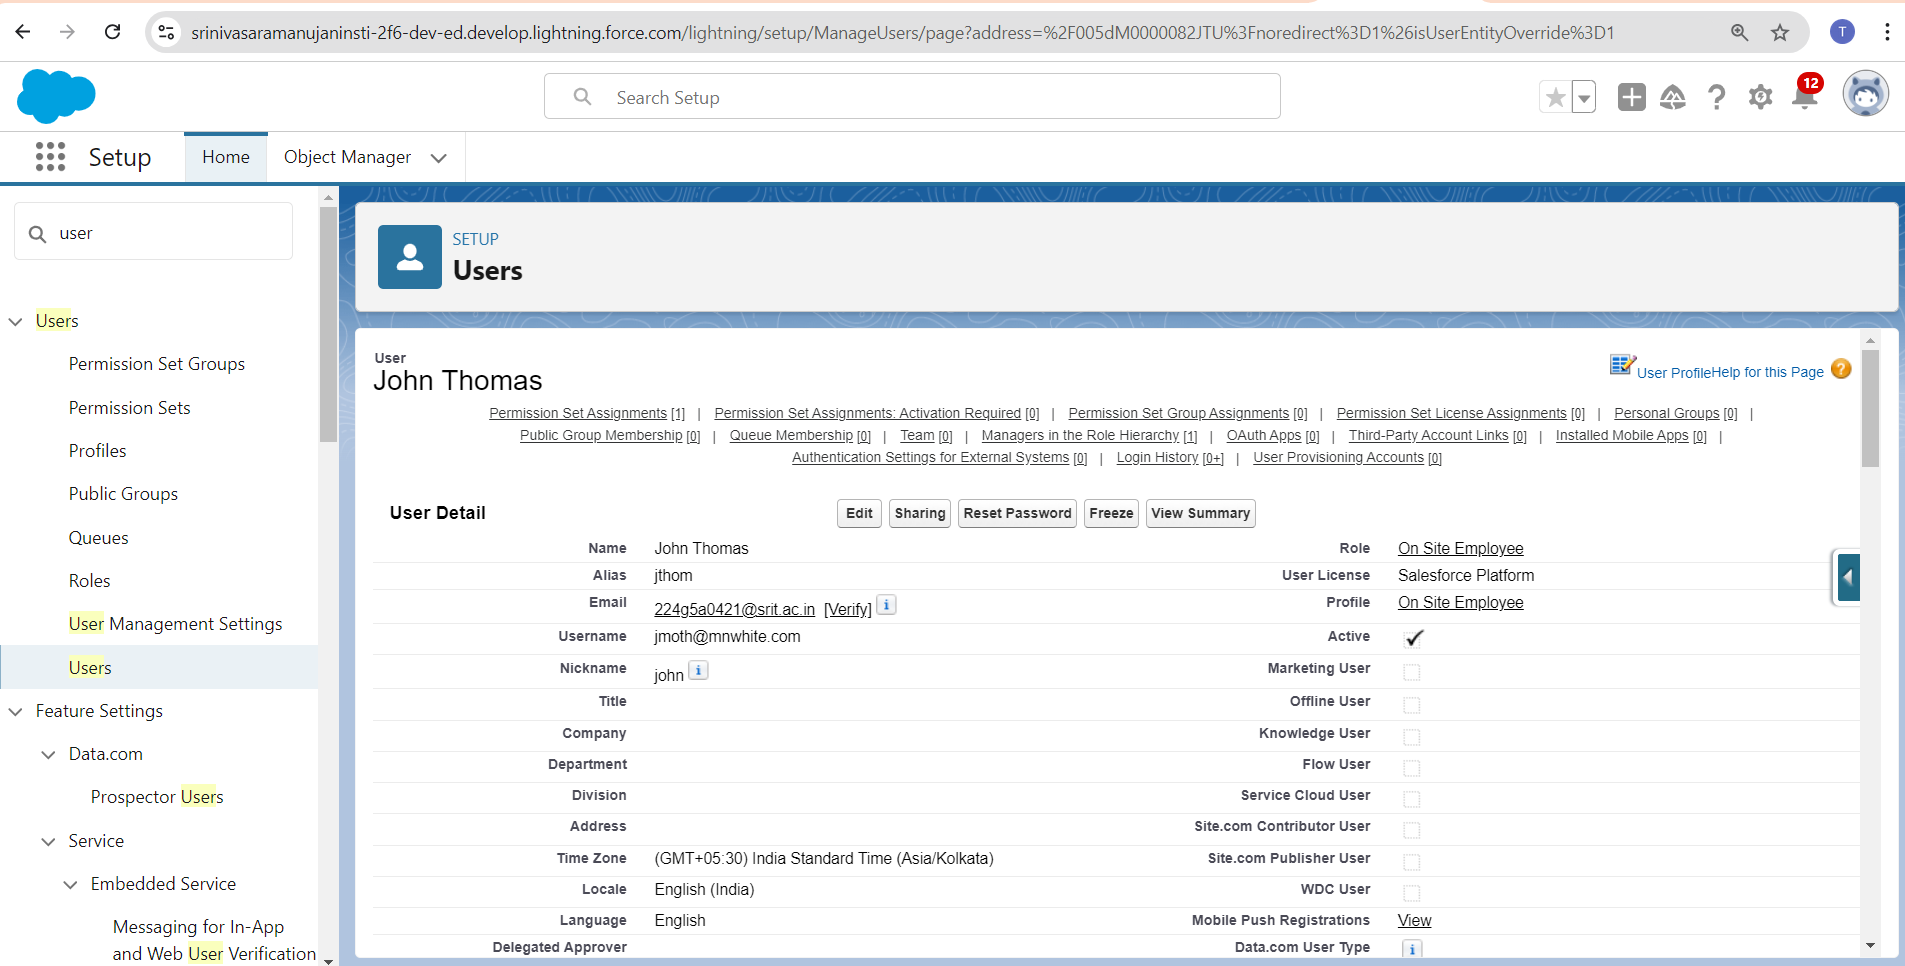 srinivasaramanujaninsti-2f6-dev-ed.develop.lightning.force.com/lightning/setup/ManageUsers/page?address=%2F005dM0000082JTU%3Fnoredirect%3D1%26isUserEntityOverride%3D1
T
Search Setup
12
Setup
Home
Object Manager
user
Users
Permission Set Groups
Permission Sets
Profiles
Public Groups
Queues
Roles
User Management Settings
Users
Feature Settings
Data.com
Prospector Users
Service
Embedded Service
Messaging for In-App
and Web User Verification
SETUP
Users
User
John Thomas
User Profile Help for this Page ?
Permission Set Assignments [1] | Permission Set Assignments: Activation Required [0] | Permission Set Group Assignments [0] | Permission Set License Assignments [0] | Personal Groups [0] |
Public Group Membership [0] | Queue Membership [0] | Team [0] | Managers in the Role Hierarchy [1] | OAuth Apps [0] | Third-Party Account Links [0] | Installed Mobile Apps [0] |
Authentication Settings for External Systems [0] | Login History [0+] | User Provisioning Accounts [0]
User Detail
Edit Sharing Reset Password Freeze View Summary
Name John Thomas Role On Site Employee
Alias jthom User License Salesforce Platform
Email 224g5a0421@srit.ac.in [Verify] i Profile On Site Employee
Username jmoth@mnwhite.com Active
Nickname john i Marketing User
Title Offline User
Company Knowledge User
Department Flow User
Division Service Cloud User
Address Site.com Contributor User
Time Zone (GMT+05:30) India Standard Time (Asia/Kolkata) Site.com Publisher User
Locale English (India) WDC User
Language English Mobile Push Registrations View
Delegated Approver Data.com User Type i